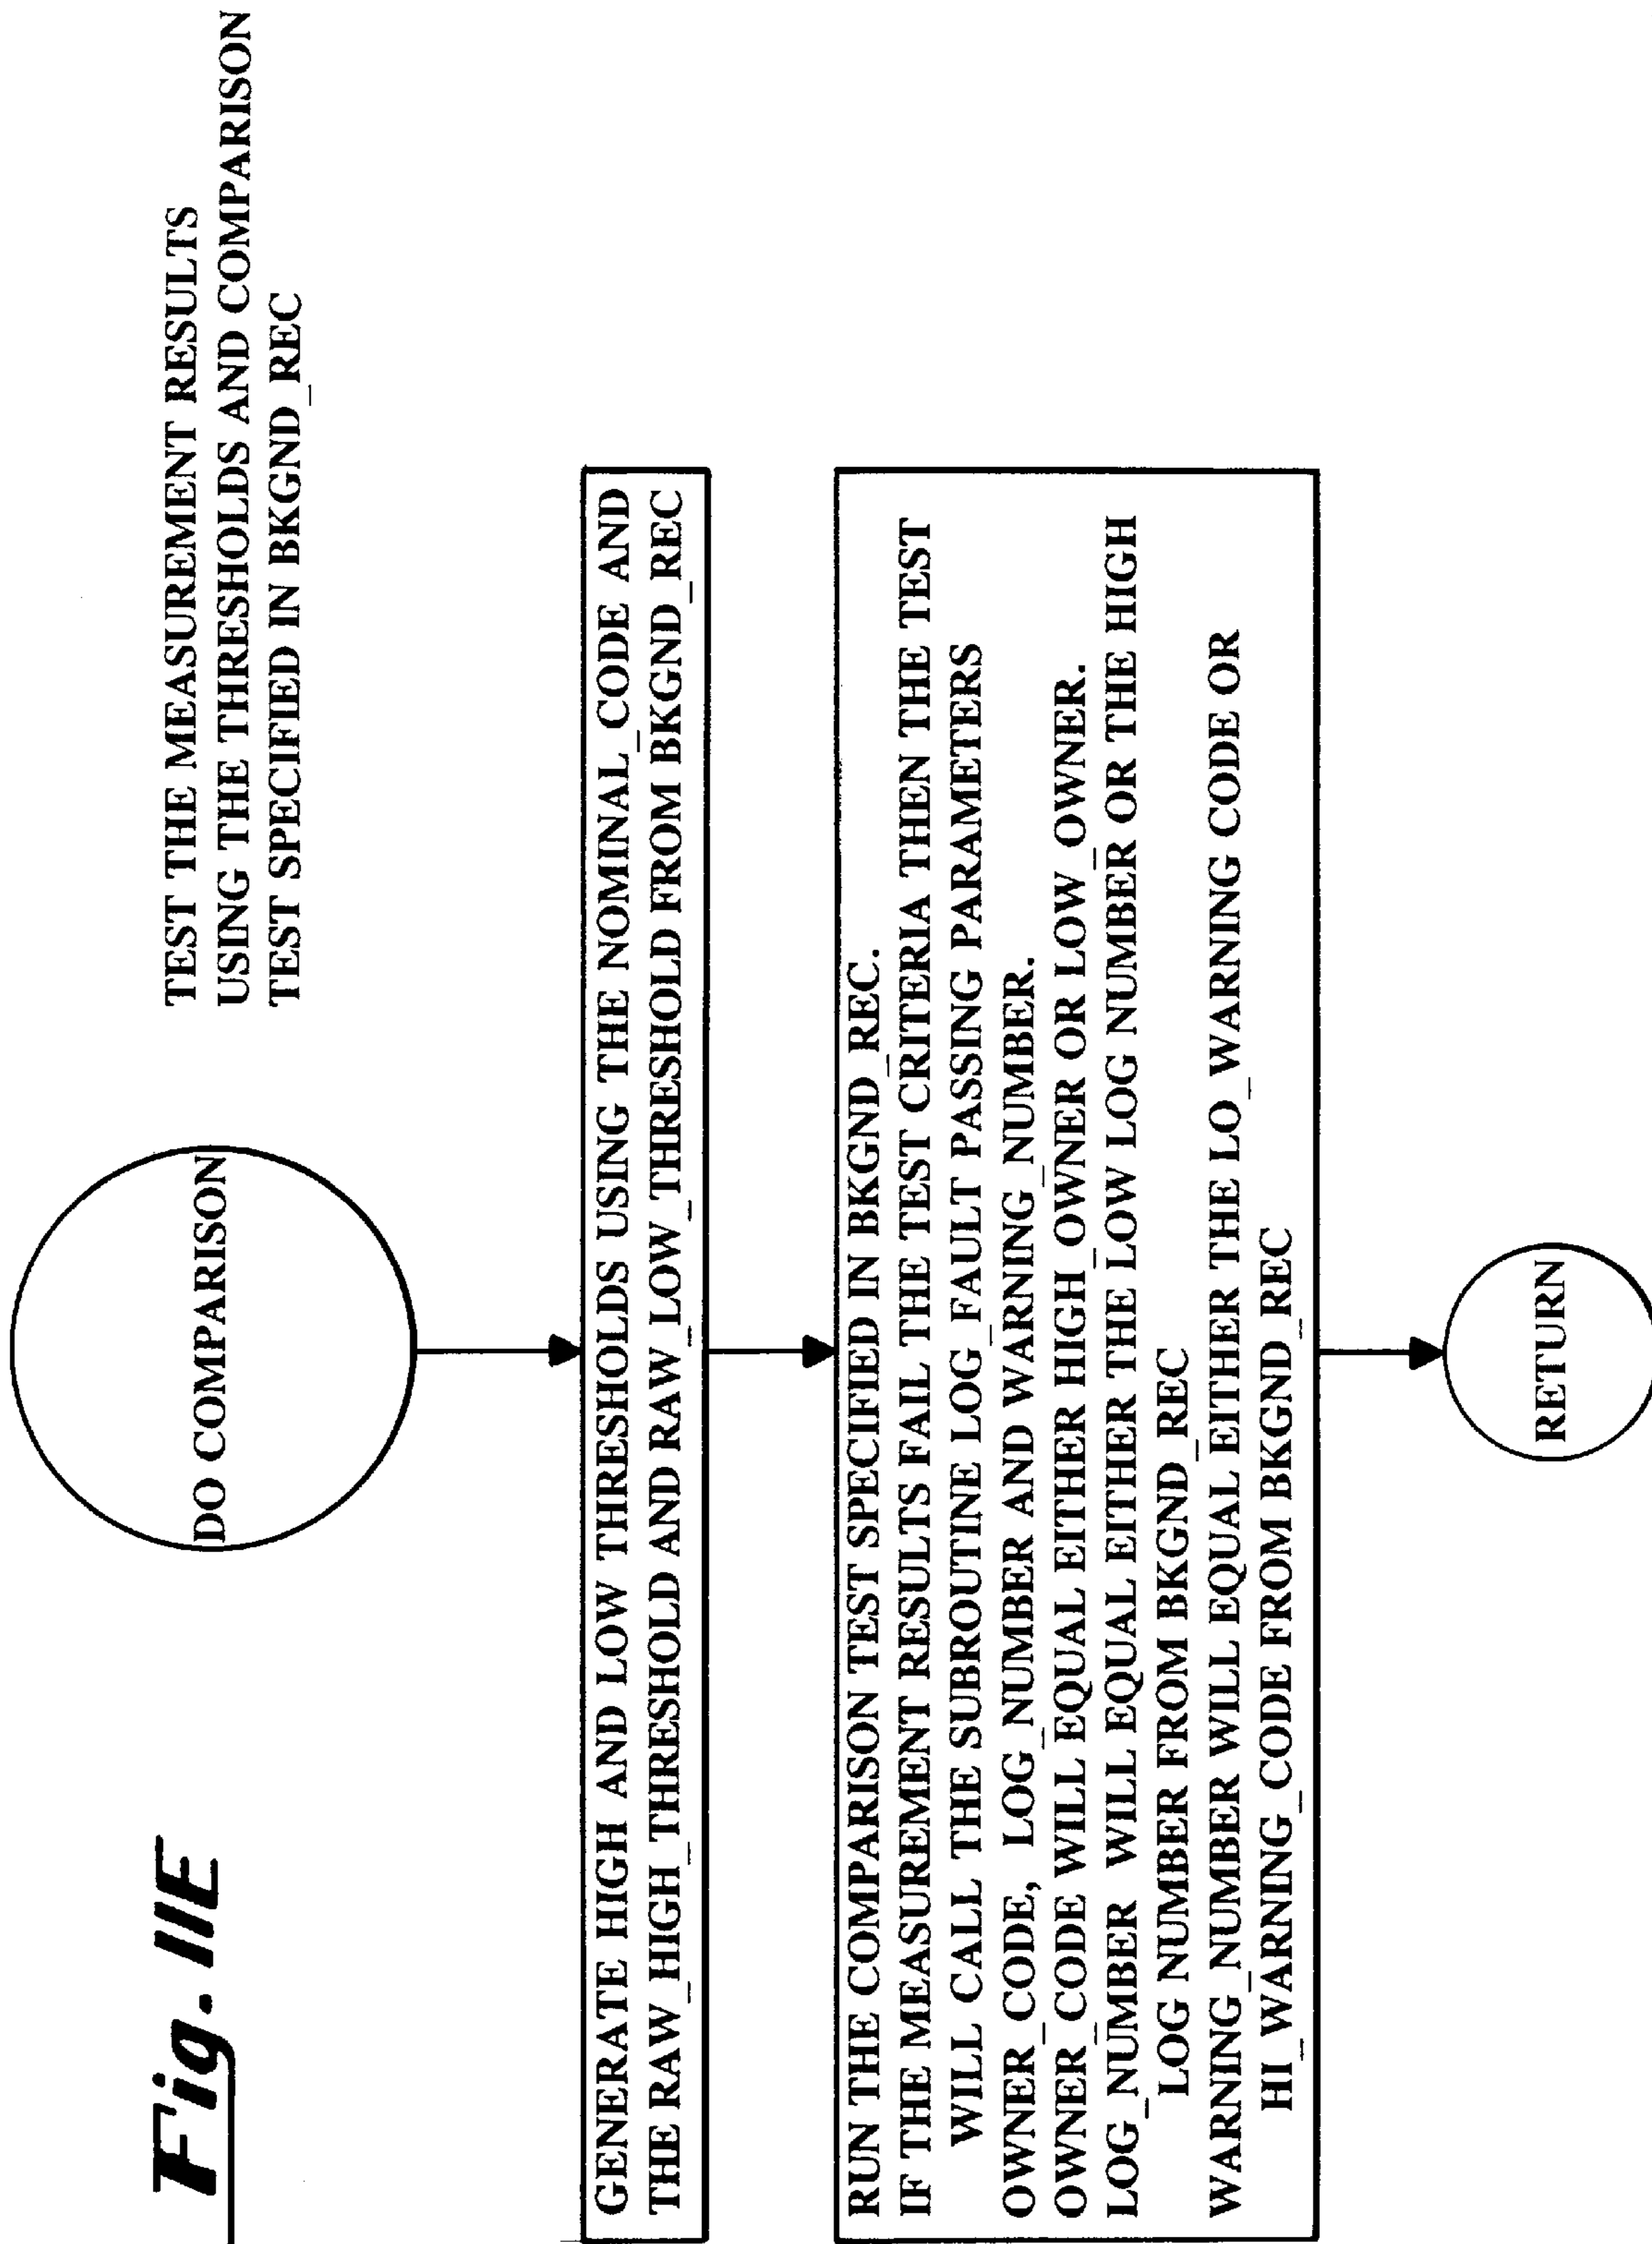 Fig. 11E
DO COMPARISON
TEST THE MEASUREMENT RESULTS
USING THE THRESHOLDS AND COMPARISON
TEST SPECIFIED IN BKGND_REC
GENERATE HIGH AND LOW THRESHOLDS USING THE NOMINAL_CODE AND
THE RAW_HIGH_THRESHOLD AND RAW_LOW_THRESHOLD FROM BKGND_REC
RUN THE COMPARISON TEST SPECIFIED IN BKGND_REC.
IF THE MEASUREMENT RESULTS FAIL THE TEST CRITERIA THEN THE TEST
WILL CALL THE SUBROUTINE LOG_FAULT PASSING PARAMETERS
OWNER_CODE, LOG_NUMBER AND WARNING_NUMBER.
OWNER_CODE WILL EQUAL EITHER HIGH_OWNER OR LOW_OWNER.
LOG_NUMBER WILL EQUAL EITHER THE LOW LOG NUMBER OR THE HIGH
LOG NUMBER FROM BKGND_REC
WARNING_NUMBER WILL EQUAL EITHER THE LO_WARNING CODE OR
HI_WARNING_CODE FROM BKGND_REC
RETURN